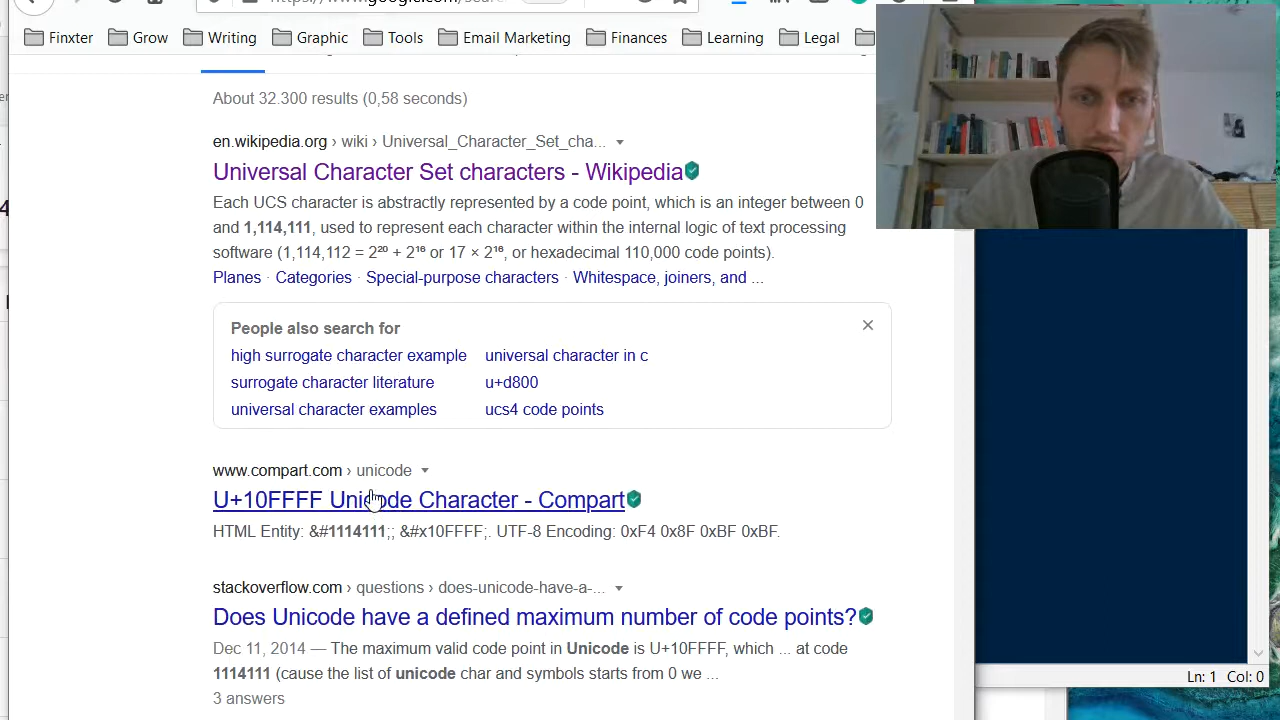 https://www.google.com/sear
Finxter Grow Writing Graphic Tools Email Marketing Finances Learning Legal
About 32.300 results (0,58 seconds)
en.wikipedia.org › wiki › Universal_Character_Set_cha...
Universal Character Set characters - Wikipedia
Each UCS character is abstractly represented by a code point, which is an integer between 0
and 1,114,111, used to represent each character within the internal logic of text processing
software (1,114,112 = 2²⁰ + 2¹⁶ or 17 × 2¹⁶, or hexadecimal 110,000 code points).
Planes · Categories · Special-purpose characters · Whitespace, joiners, and ...
People also search for
high surrogate character example universal character in c
surrogate character literature u+d800
universal character examples ucs4 code points
www.compart.com › unicode
U+10FFFF Unicode Character - Compart
HTML Entity: &#1114111;; &#x10FFFF;. UTF-8 Encoding: 0xF4 0x8F 0xBF 0xBF.
stackoverflow.com › questions › does-unicode-have-a-...
Does Unicode have a defined maximum number of code points?
Dec 11, 2014 — The maximum valid code point in Unicode is U+10FFFF, which ... at code
1114111 (cause the list of unicode char and symbols starts from 0 we ...
3 answers
Ln: 1 Col: 0